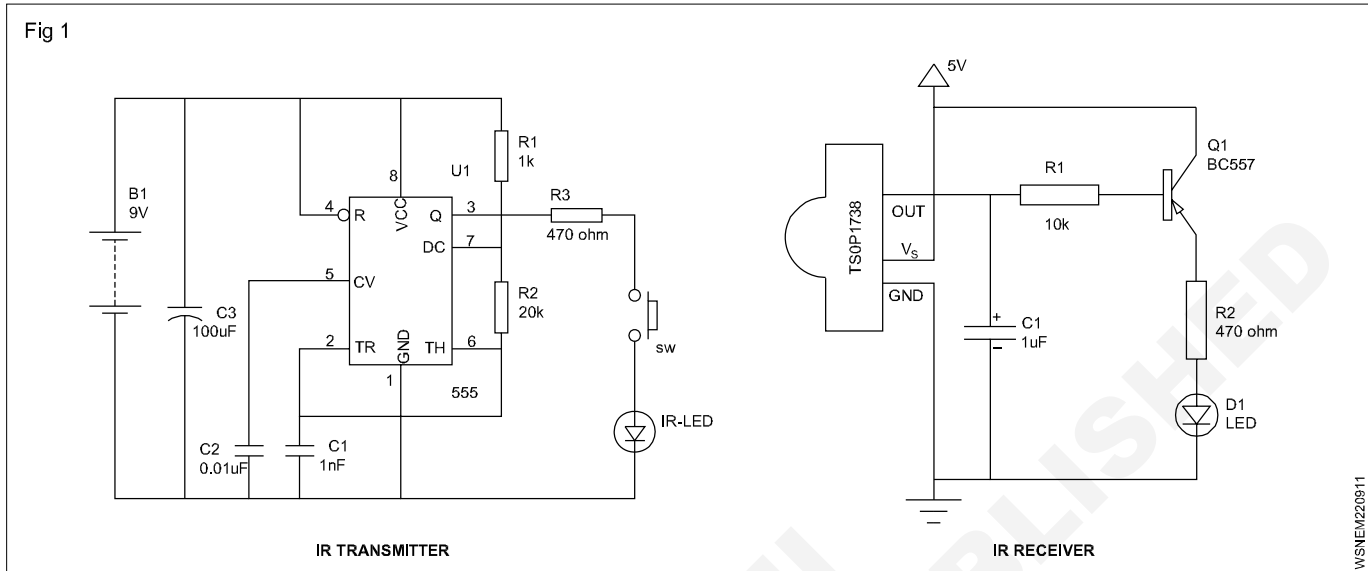 Fig 1
B1
9V
C3
100uF
C2
0.01uF
C1
1nF
4
5
2
8
1
3
7
6
R
CV
TR
VCC
GND
Q
DC
TH
U1
555
R1
1k
R2
20k
R3
470 ohm
sw
IR-LED
IR TRANSMITTER
5V
TS0P1738
OUT
VS
GND
R1
10k
+
C1
1uF
Q1
BC557
R2
470 ohm
D1
LED
IR RECEIVER
WSNEM220911
BLISHED